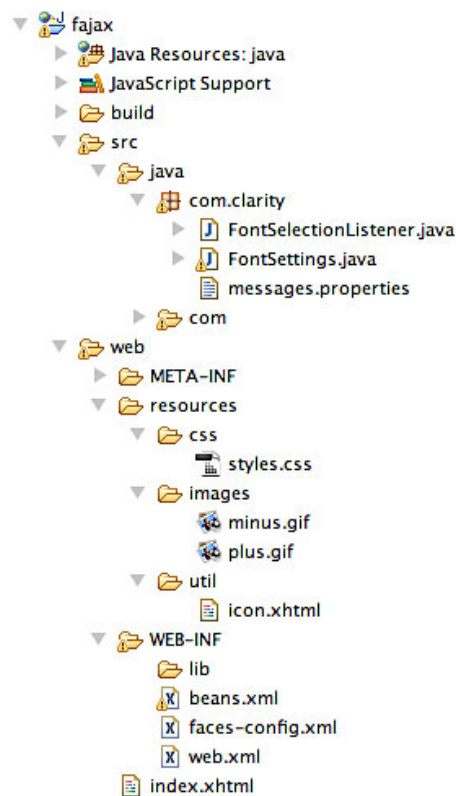 fajax
Java Resources: java
JavaScript Support
build
src
java
com.clarity
FontSelectionListener.java
FontSettings.java
messages.properties
com
web
META-INF
resources
css
styles.css
images
minus.gif
plus.gif
util
icon.xhtml
WEB-INF
lib
beans.xml
faces-config.xml
web.xml
index.xhtml